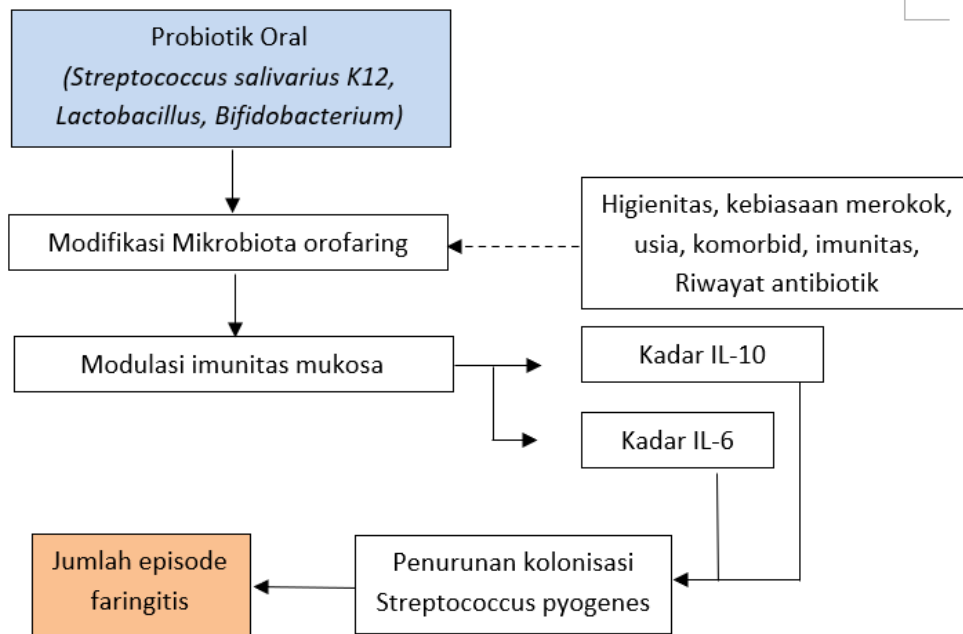 Probiotik Oral
(Streptococcus salivarius K12,
Lactobacillus, Bifidobacterium)
Higienitas, kebiasaan merokok,
usia, komorbid, imunitas,
Riwayat antibiotik
Modifikasi Mikrobiota orofaring
Modulasi imunitas mukosa
Kadar IL-10
Kadar IL-6
Penurunan kolonisasi
Streptococcus pyogenes
Jumlah episode
faringitis